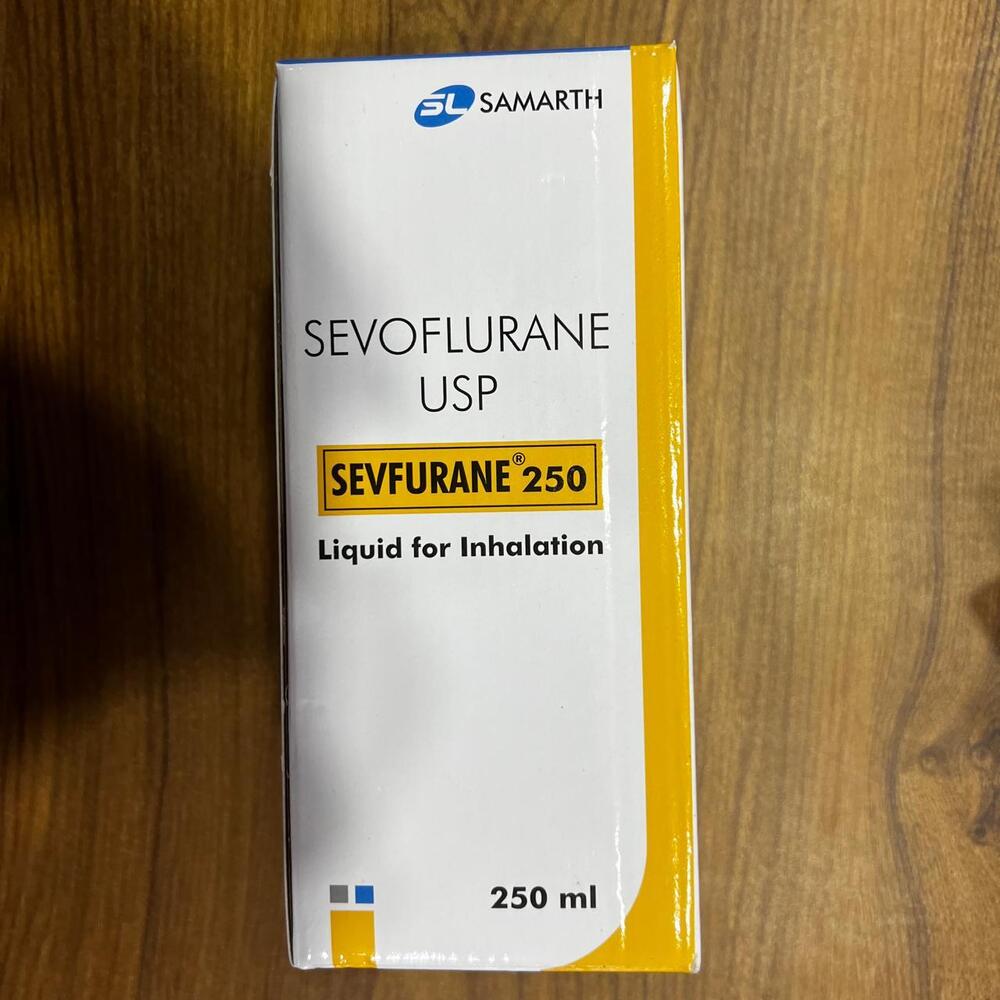 SL SAMARTH
SEVOFLURANE
USP
SEVFURANE® 250
Liquid for Inhalation
250 ml